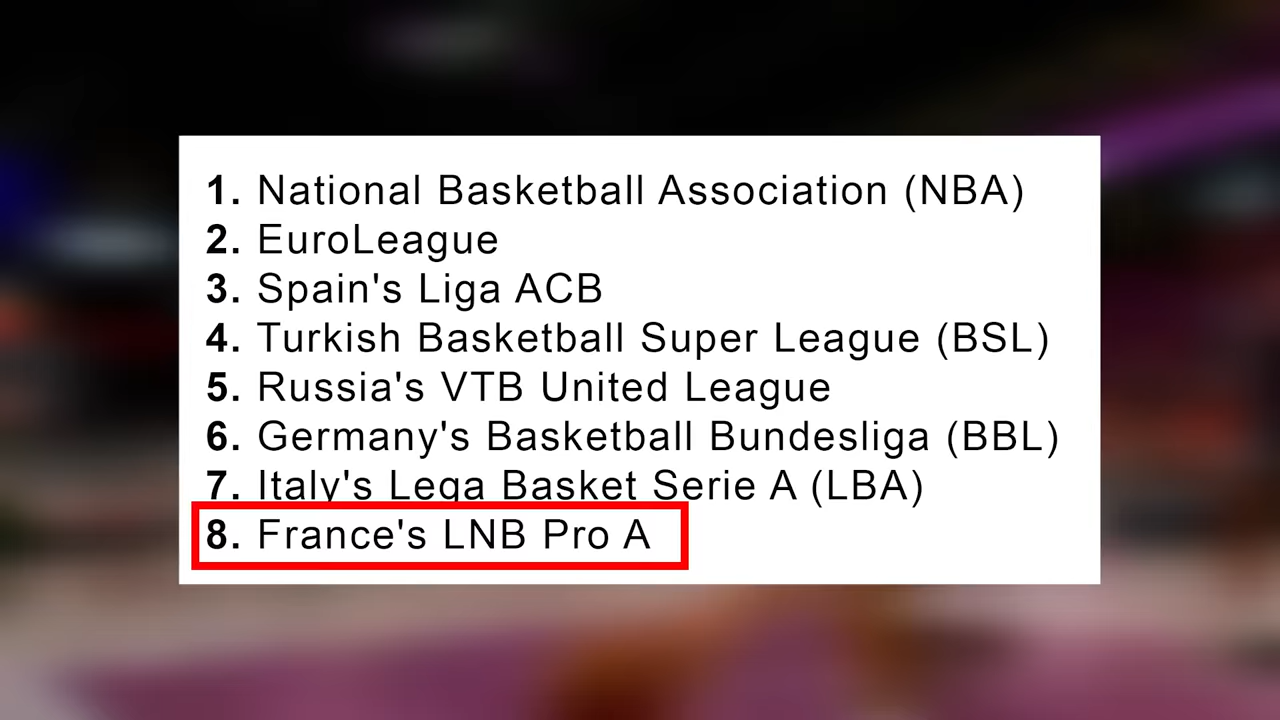 1. National Basketball Association (NBA)
2. EuroLeague
3. Spain's Liga ACB
4. Turkish Basketball Super League (BSL)
5. Russia's VTB United League
6. Germany's Basketball Bundesliga (BBL)
7. Italy's Lega Basket Serie A (LBA)
8. France's LNB Pro A